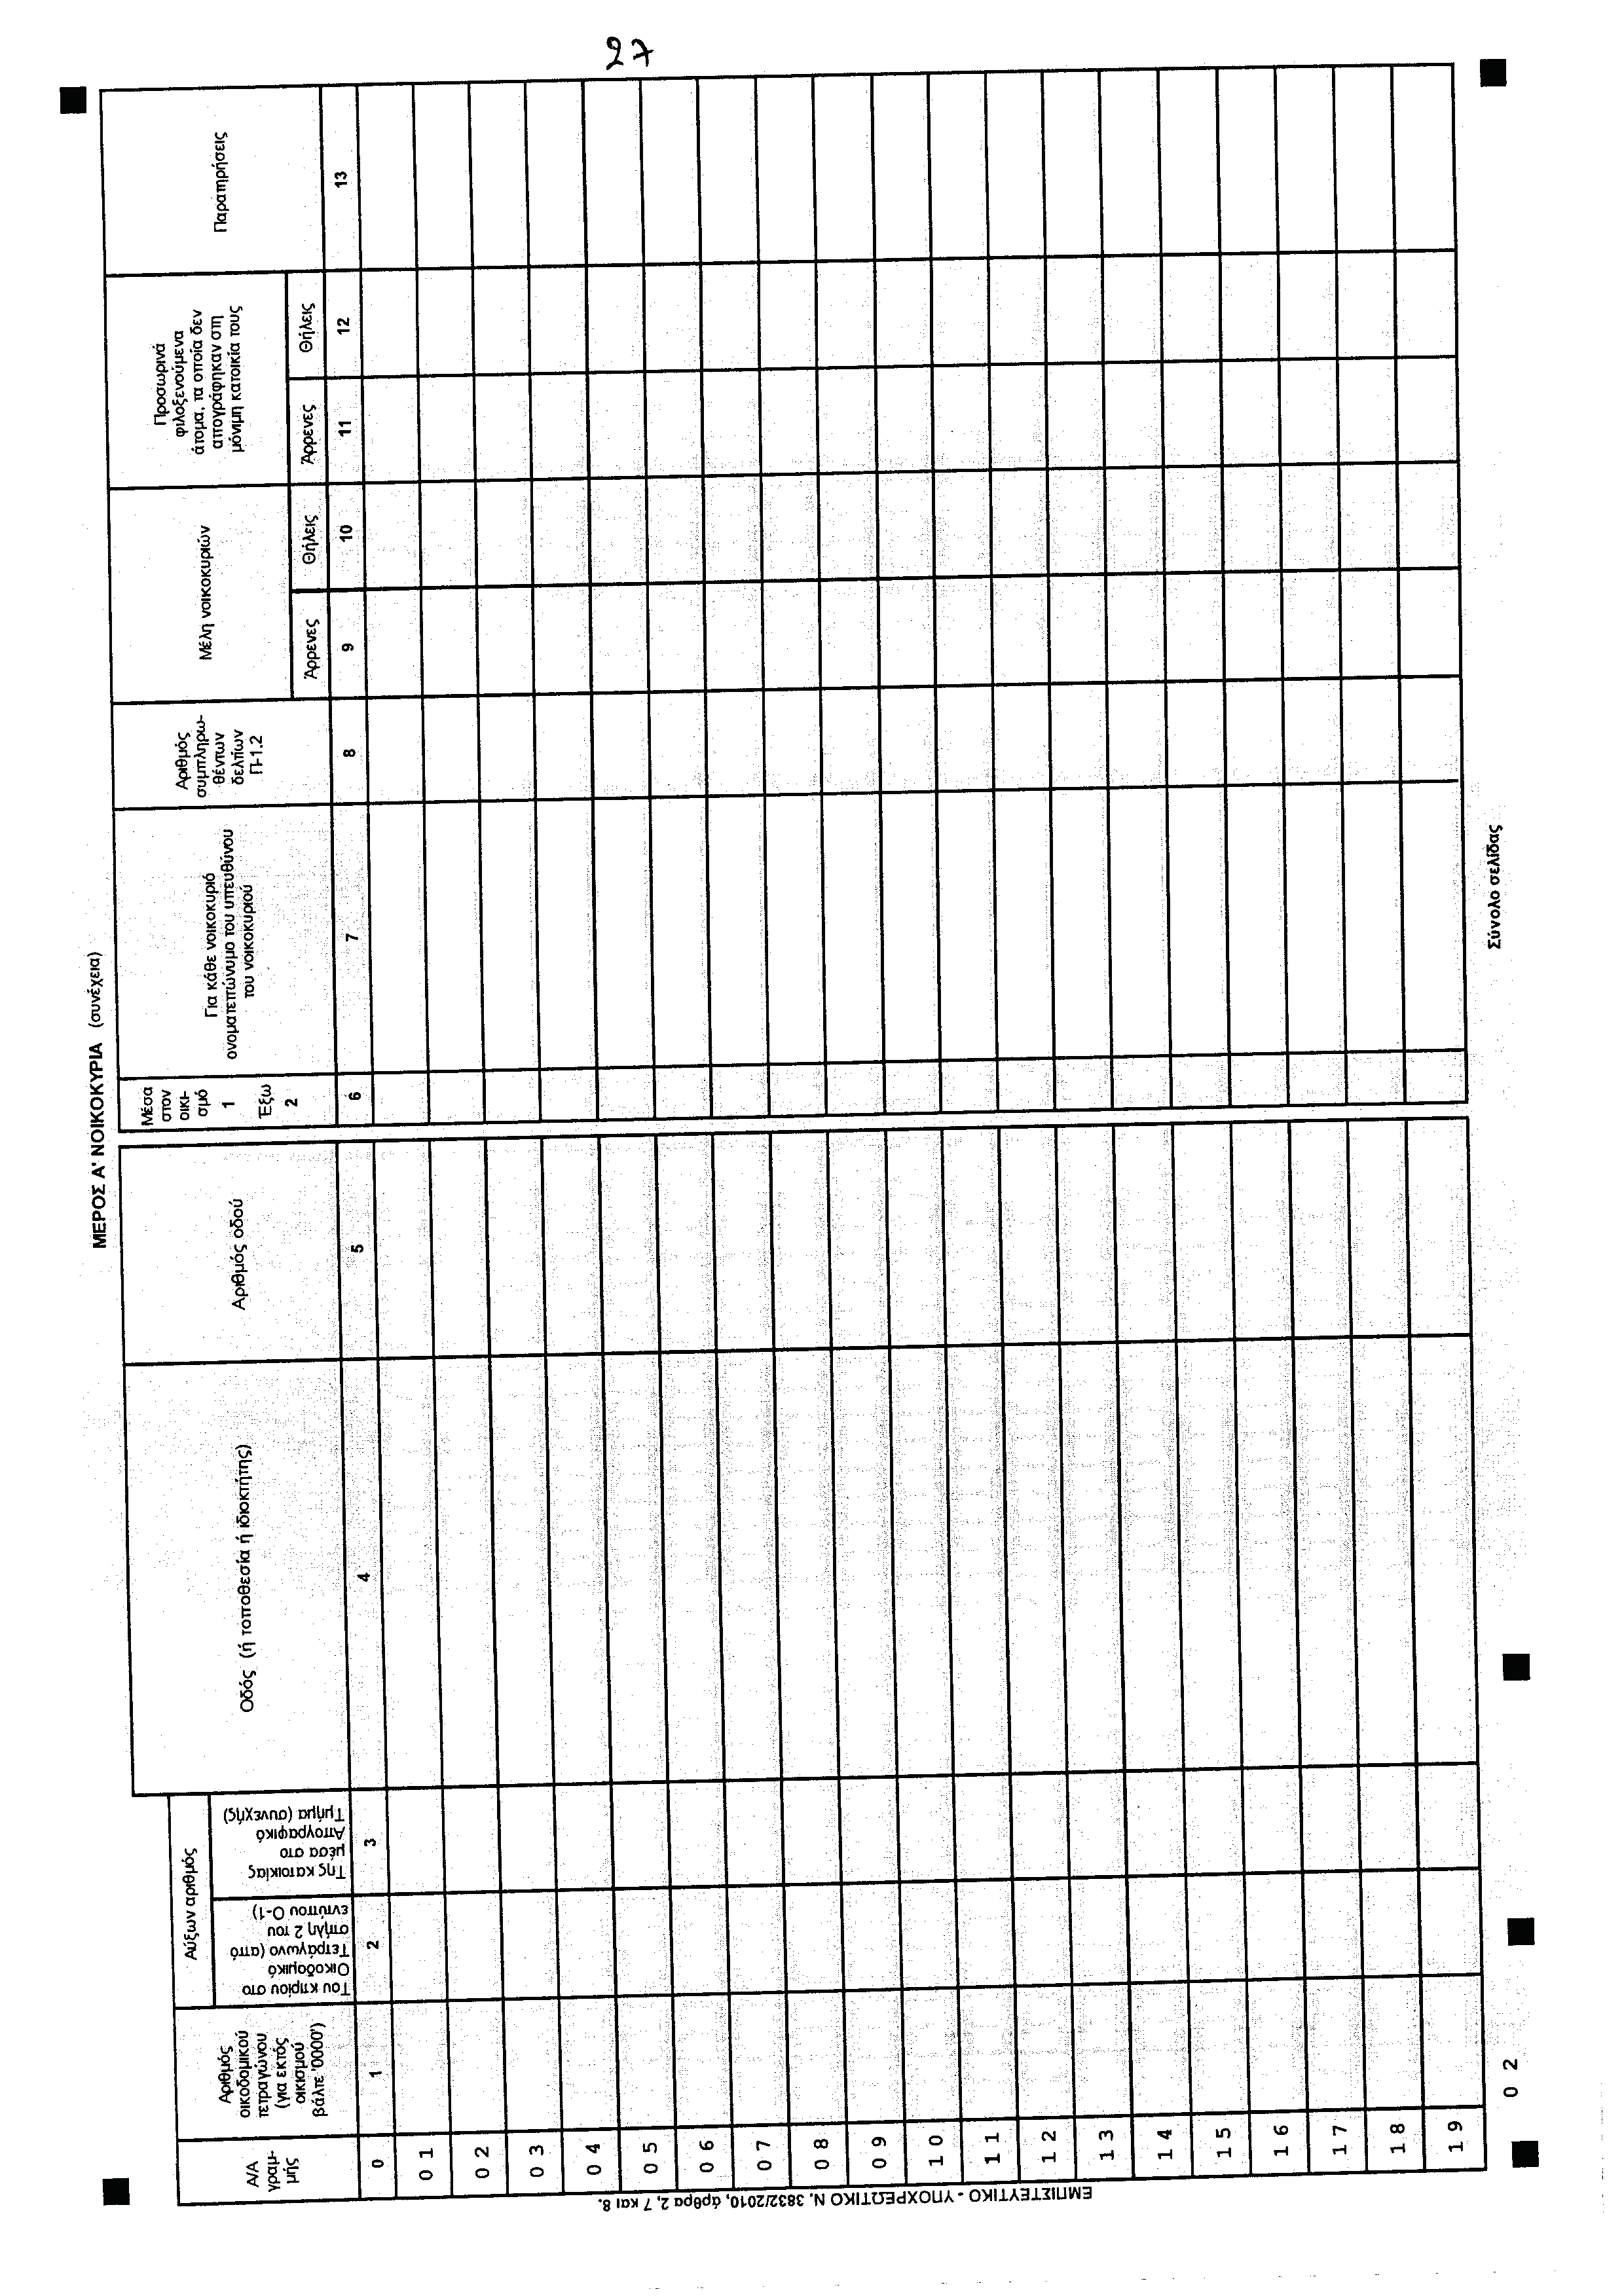 27
ΜΕΡΟΣ Α' ΝΟΙΚΟΚΥΡΙΑ (συνέχεια)
Α/Α
γραμ-
μής
Αριθμός
οικοδομικού
τετραγώνου
(για εκτός
οικισμού
βάλτε '0000')
Αύξων αριθμός
Του κτιρίου στο
Οικοδομικό
Τετράγωνο (από
στήλη 2 του
εντύπου Ο-1)
Της κατοικίας
μέσα στο
Απογραφικό
Τμήμα (συνεχής)
Οδός (ή τοποθεσία ή ιδιοκτήτης)
Αριθμός οδού
Μέσα
στον
οικι-
σμό
1
Έξω
2
Για κάθε νοικοκυριό
ονοματεπώνυμο του υπευθύνου
του νοικοκυριού
Αριθμός
συμπληρω-
θέντων
δελτίων
Π-1.2
Μέλη νοικοκυριών
Άρρενες
Θήλεις
Προσωρινά
φιλοξενούμενα
άτομα, τα οποία δεν
απογράφηκαν στη
μόνιμη κατοικία τους
Άρρενες
Θήλεις
Παρατηρήσεις
0 1 2 3 4 5 6 7 8 9 10 11 12 13
0 1
0 2
0 3
0 4
0 5
0 6
0 7
0 8
0 9
1 0
1 1
1 2
1 3
1 4
1 5
1 6
1 7
1 8
1 9
Σύνολο σελίδας
0 2
ΕΜΠΙΣΤΕΥΤΙΚΟ - ΥΠΟΧΡΕΩΤΙΚΟ Ν. 3832/2010, άρθρα 2, 7 και 8.